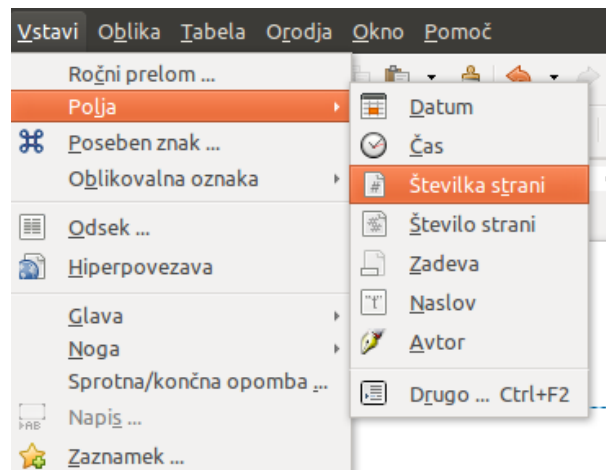 Vstavi Oblika Tabela Orodja Okno Pomoč
Ročni prelom ...
Polja
Poseben znak ...
Oblikovalna oznaka
Odsek ...
Hiperpovezava
Glava
Noga
Sprotna/končna opomba ...
Napis ...
Zaznamek ...
Datum
Čas
Številka strani
Število strani
Zadeva
Naslov
Avtor
Drugo ... Ctrl+F2